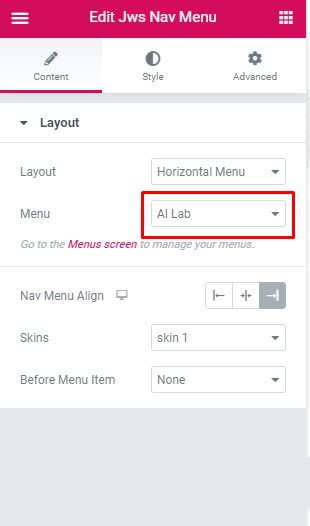 Edit Jws Nav Menu
Content Style Advanced
Layout
Layout Horizontal Menu
Menu AI Lab
Go to the Menus screen to manage your menus.
Nav Menu Align
Skins skin 1
Before Menu Item None